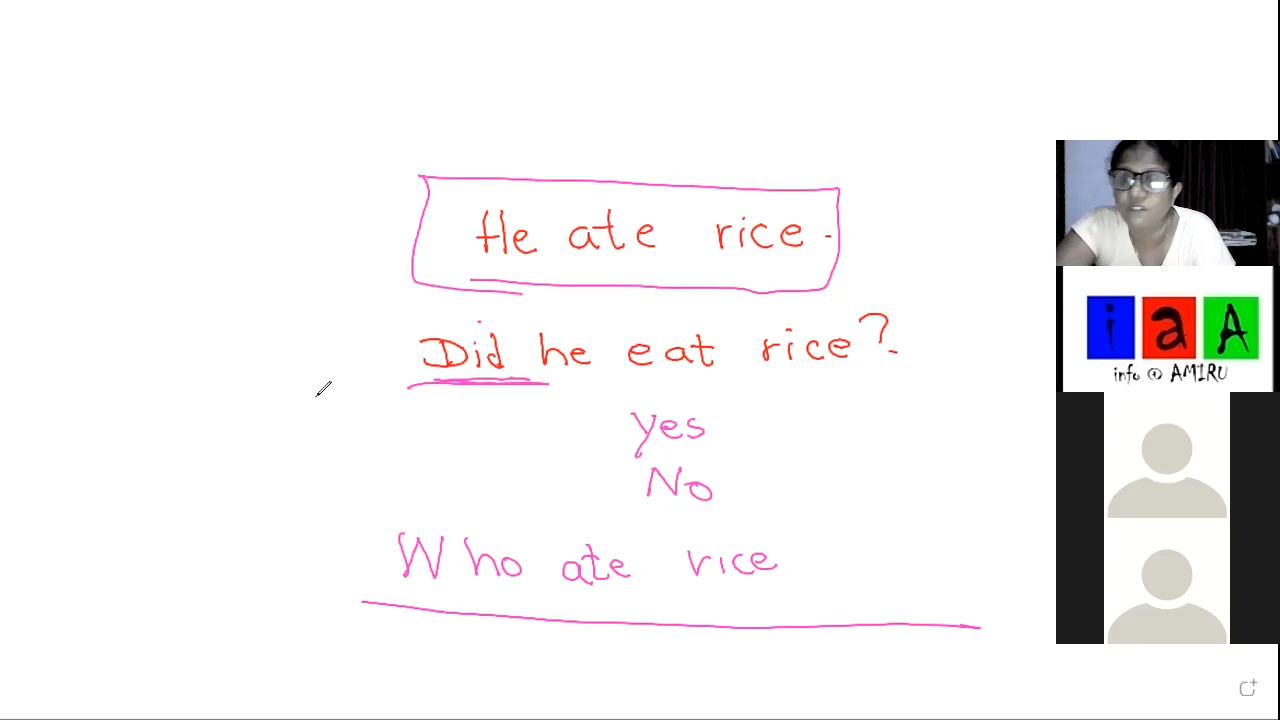 He ate rice.
Did he eat rice?
yes
No
Who ate rice
i a A
info @ AMIRU